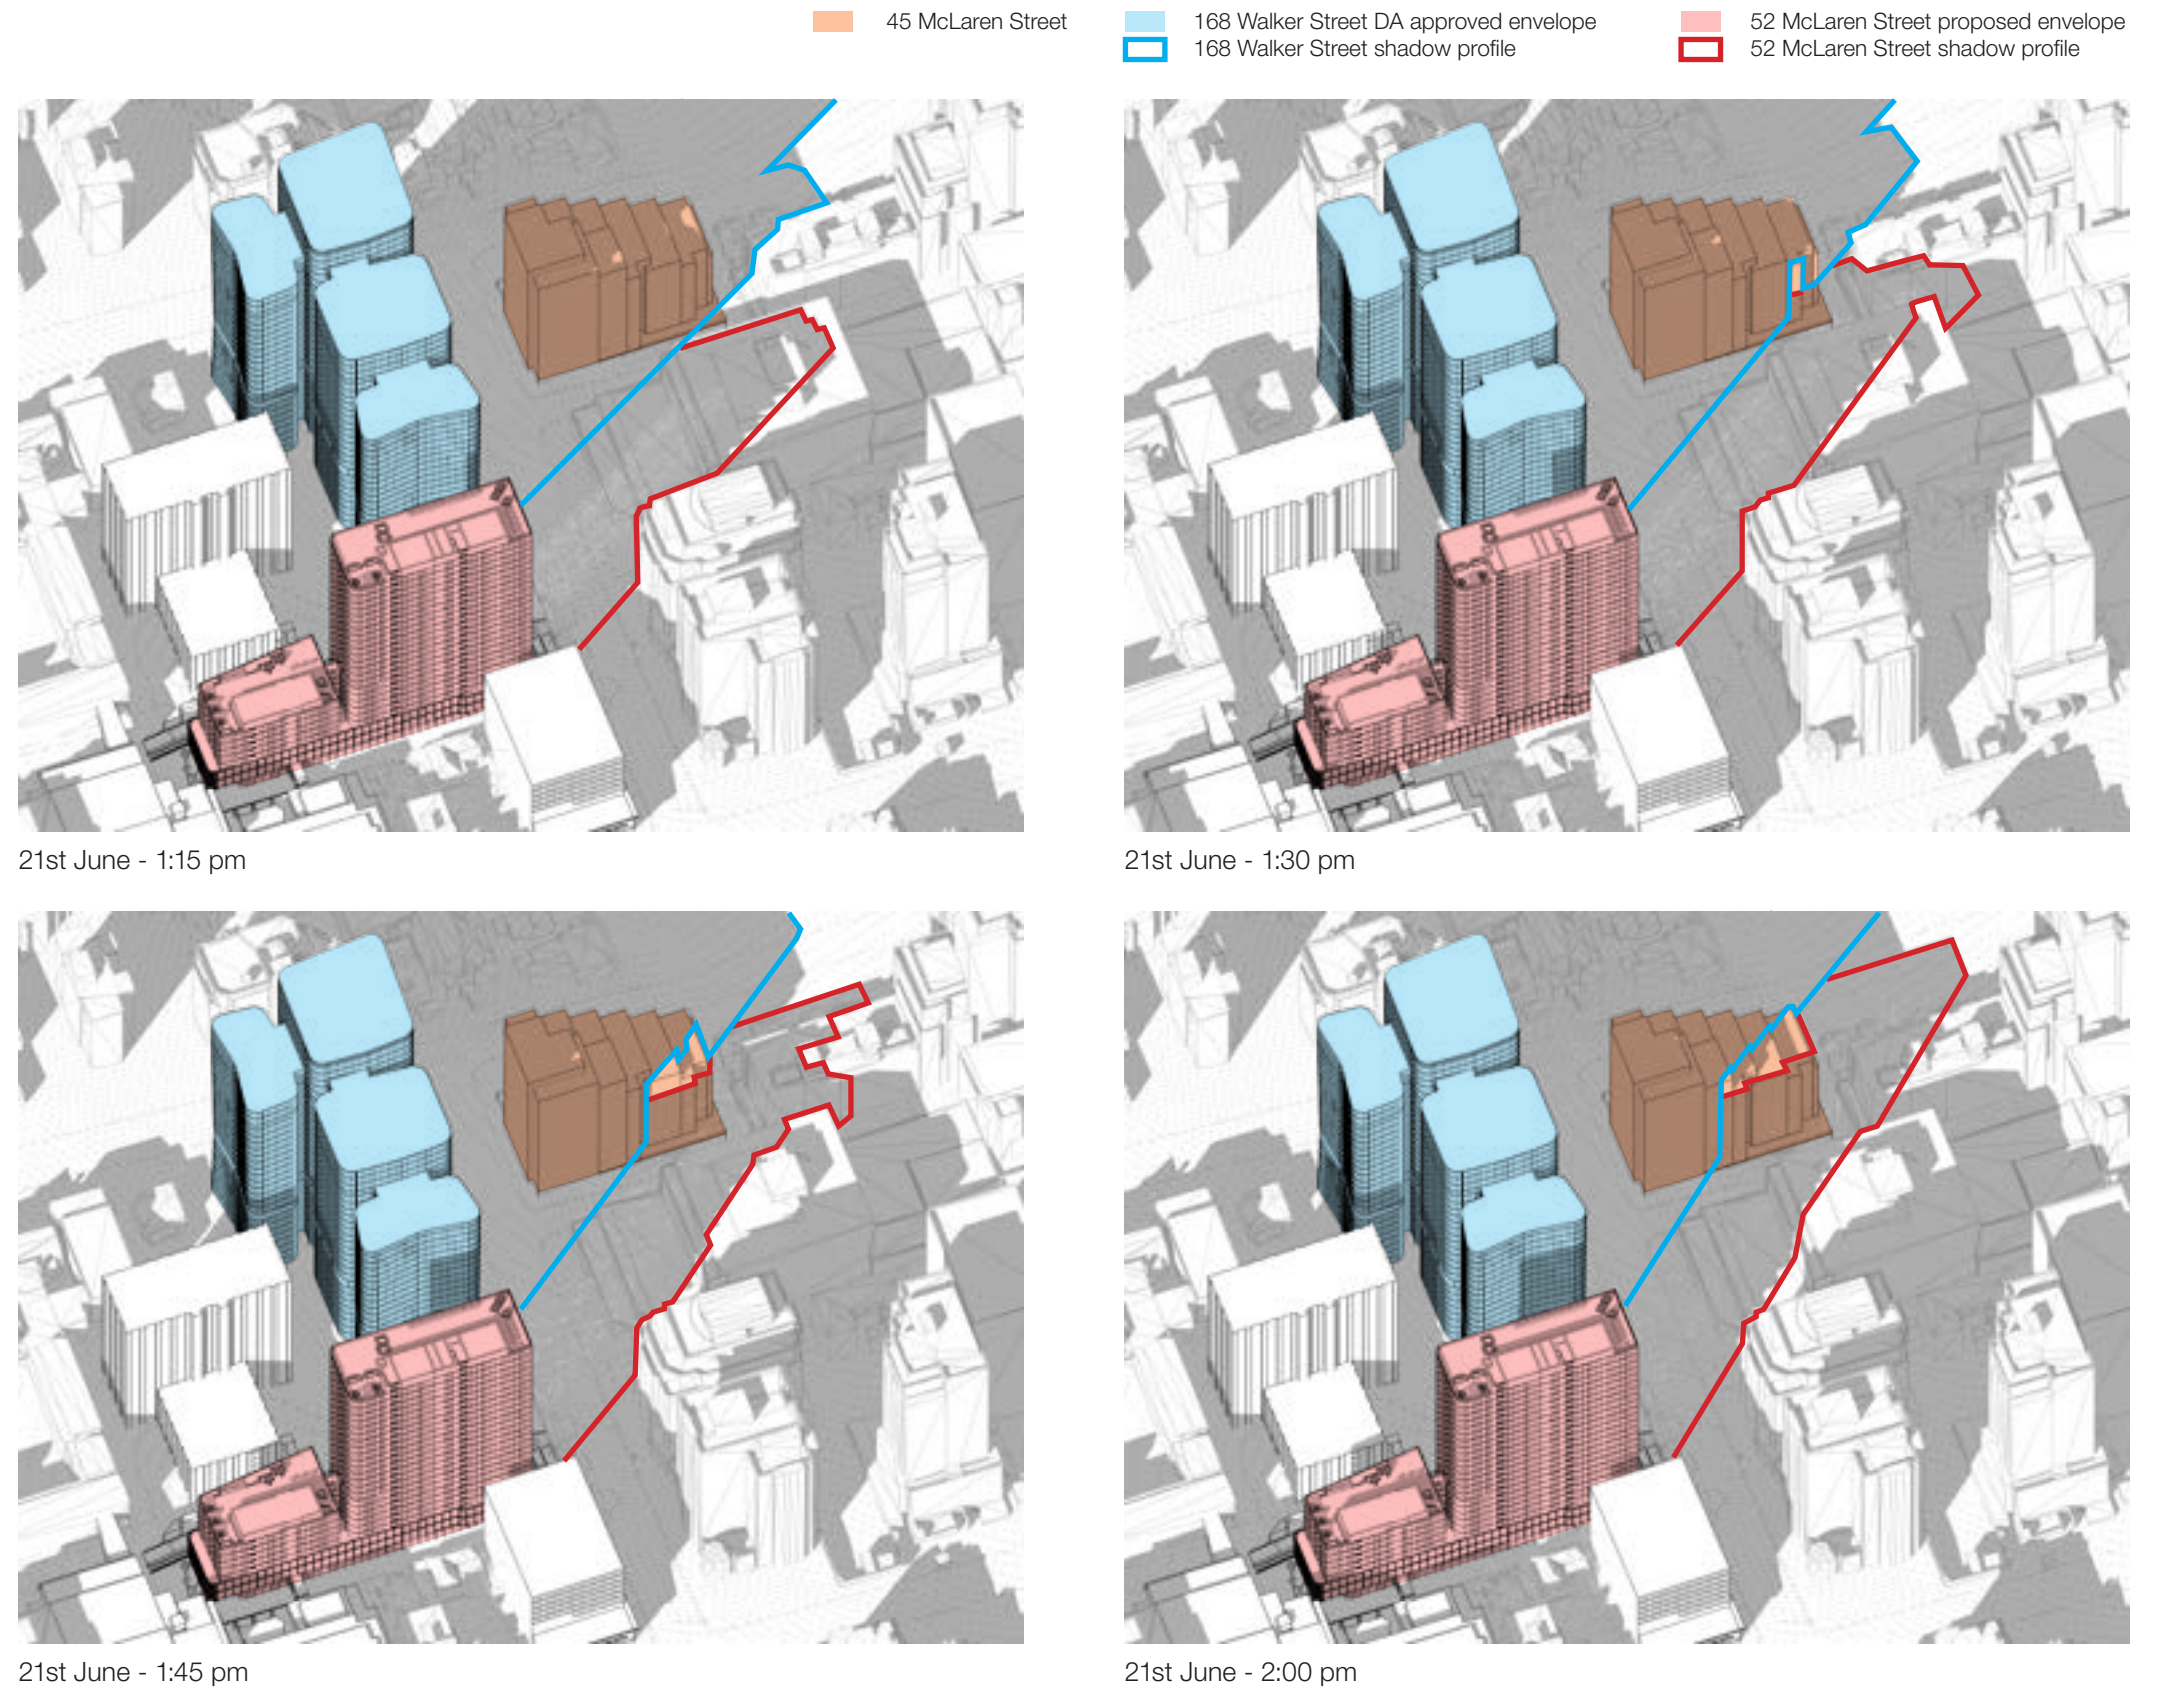 45 McLaren Street
168 Walker Street DA approved envelope
52 McLaren Street proposed envelope
168 Walker Street shadow profile
52 McLaren Street shadow profile
21st June - 1:15 pm
21st June - 1:30 pm
21st June - 1:45 pm
21st June - 2:00 pm